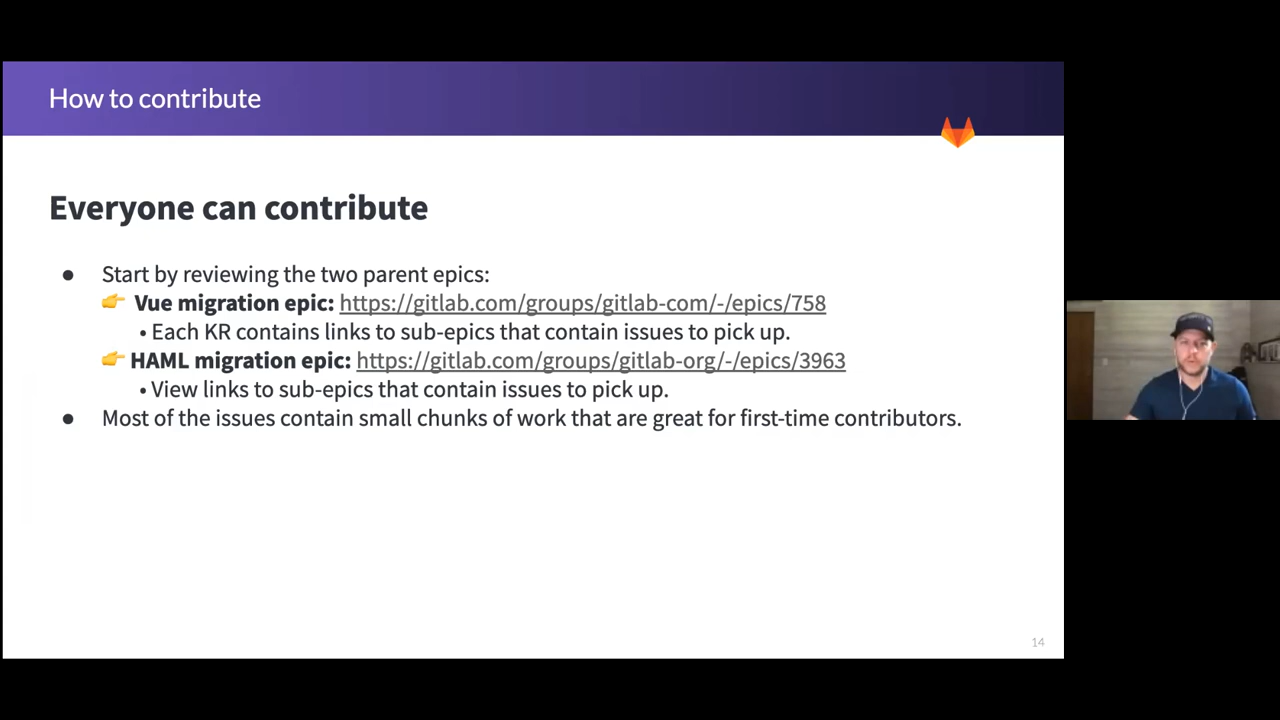 How to contribute
Everyone can contribute
● Start by reviewing the two parent epics:
👉 Vue migration epic: https://gitlab.com/groups/gitlab-com/-/epics/758
• Each KR contains links to sub-epics that contain issues to pick up.
👉 HAML migration epic: https://gitlab.com/groups/gitlab-org/-/epics/3963
• View links to sub-epics that contain issues to pick up.
● Most of the issues contain small chunks of work that are great for first-time contributors.
14